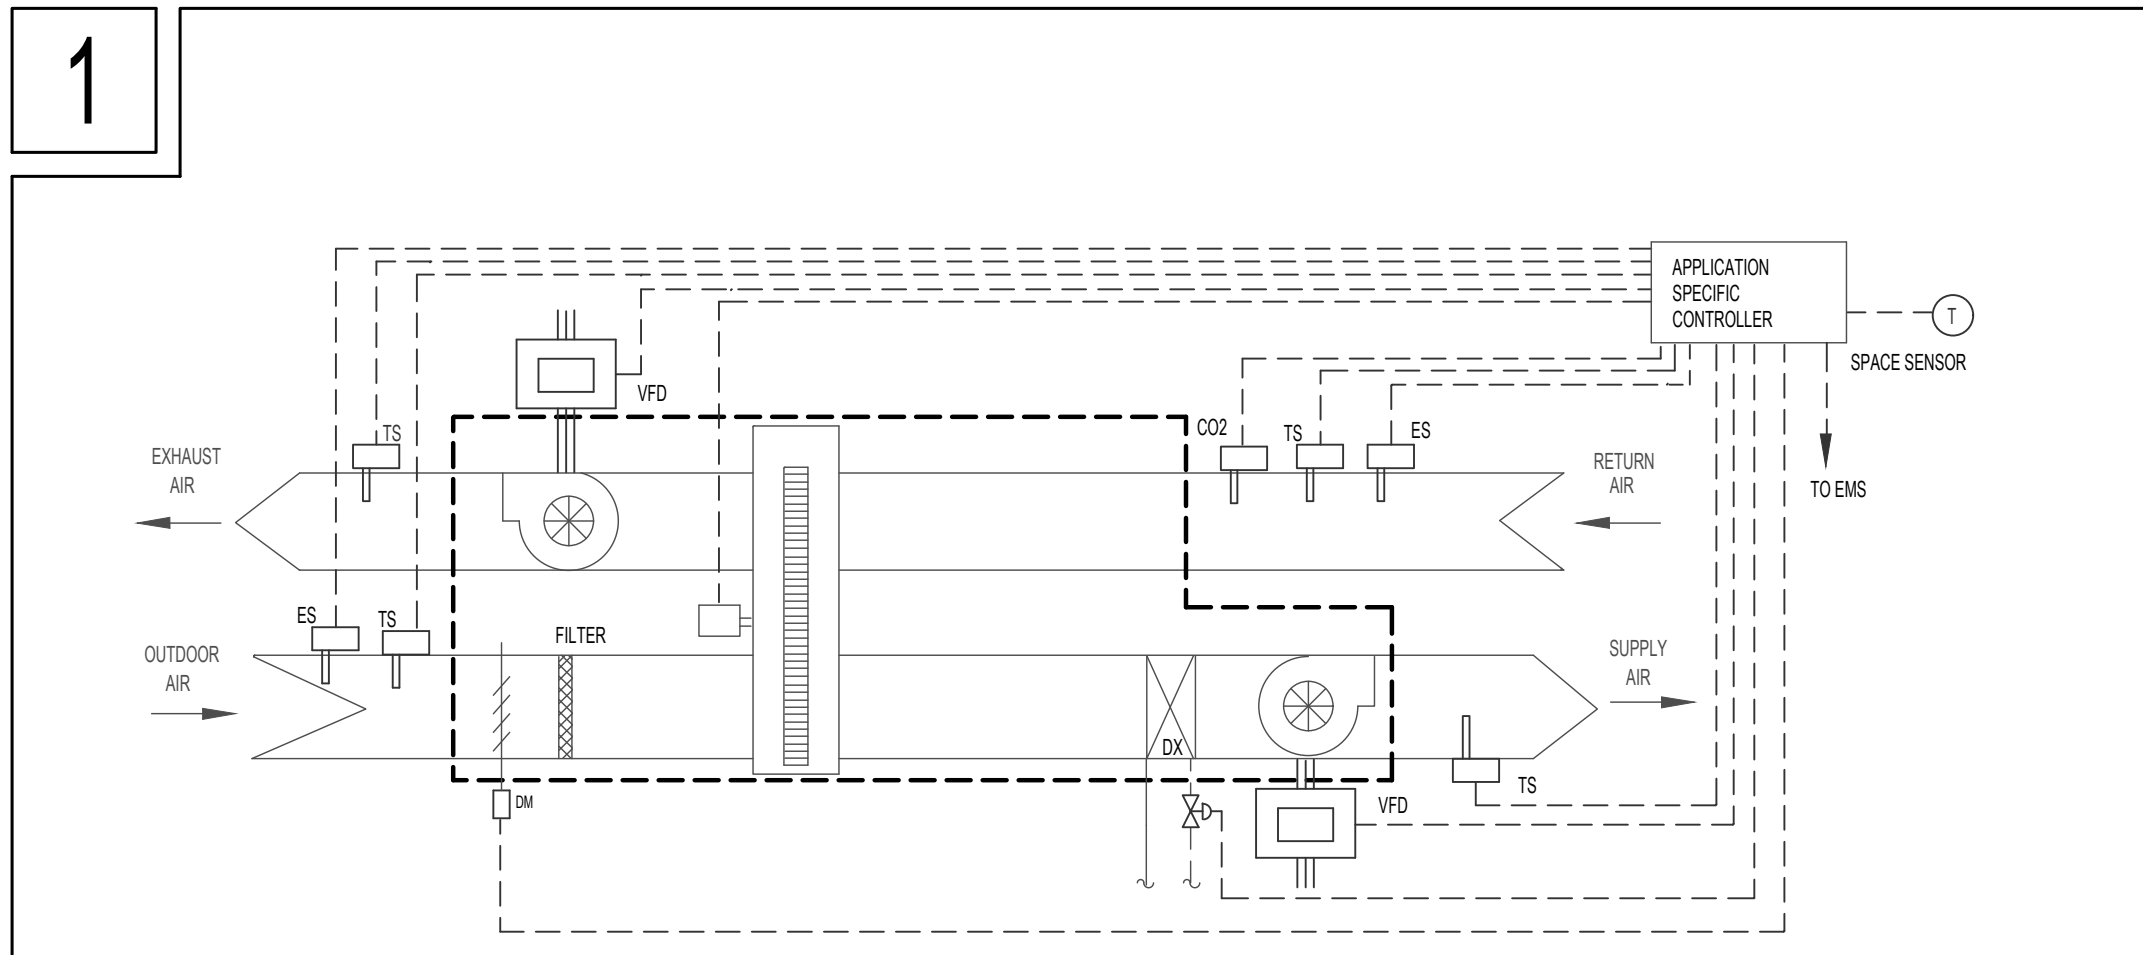 1
APPLICATION
SPECIFIC
CONTROLLER
T
SPACE SENSOR
VFD
TS
CO2
TS
ES
EXHAUST
AIR
RETURN
AIR
TO EMS
ES
TS
FILTER
OUTDOOR
AIR
SUPPLY
AIR
DX
DM
VFD
TS